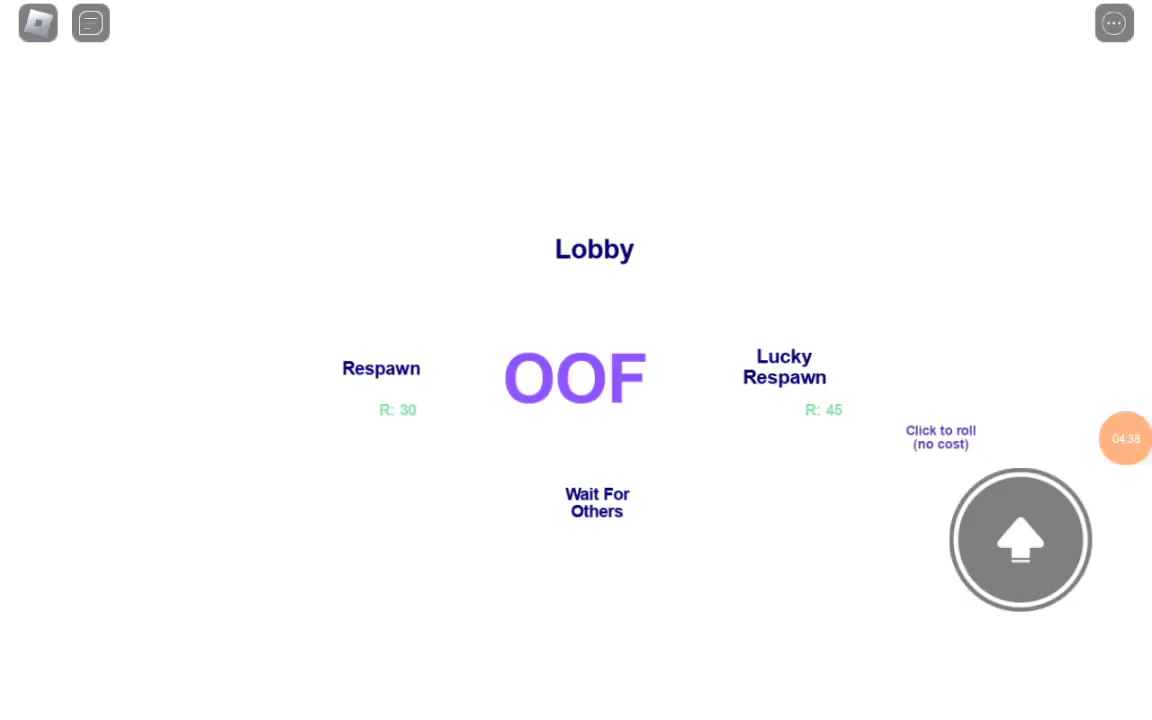 Lobby
Respawn
R: 30
OOF
Lucky
Respawn
R: 45
Click to roll
(no cost)
04:38
Wait For
Others